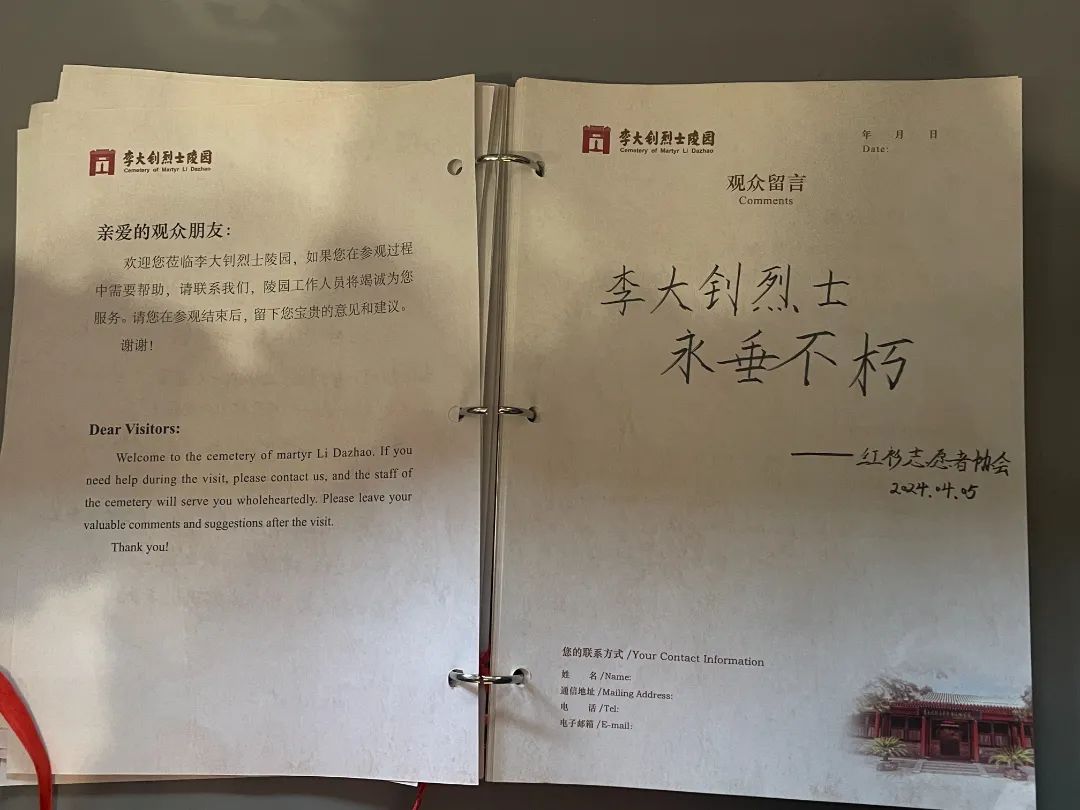 李大钊烈士陵园
Cemetery of Martyr Li Dazhao
亲爱的观众朋友：
欢迎您莅临李大钊烈士陵园，如果您在参观过程
中需要帮助，请联系我们，陵园工作人员将竭诚为您
服务。请您在参观结束后，留下您宝贵的意见和建议。
谢谢！
Dear Visitors:
Welcome to the cemetery of martyr Li Dazhao. If you
need help during the visit, please contact us, and the staff of
the cemetery will serve you wholeheartedly. Please leave your
valuable comments and suggestions after the visit.
Thank you!
李大钊烈士陵园
Cemetery of Martyr Li Dazhao
年 月 日
Date:
观众留言
Comments
李大钊烈士
永垂不朽
——红衫志愿者协会
2024.04.05
您的联系方式/Your Contact Information
姓 名/Name:
通信地址/Mailing Address:
电 话/Tel:
电子邮箱/E-mail: